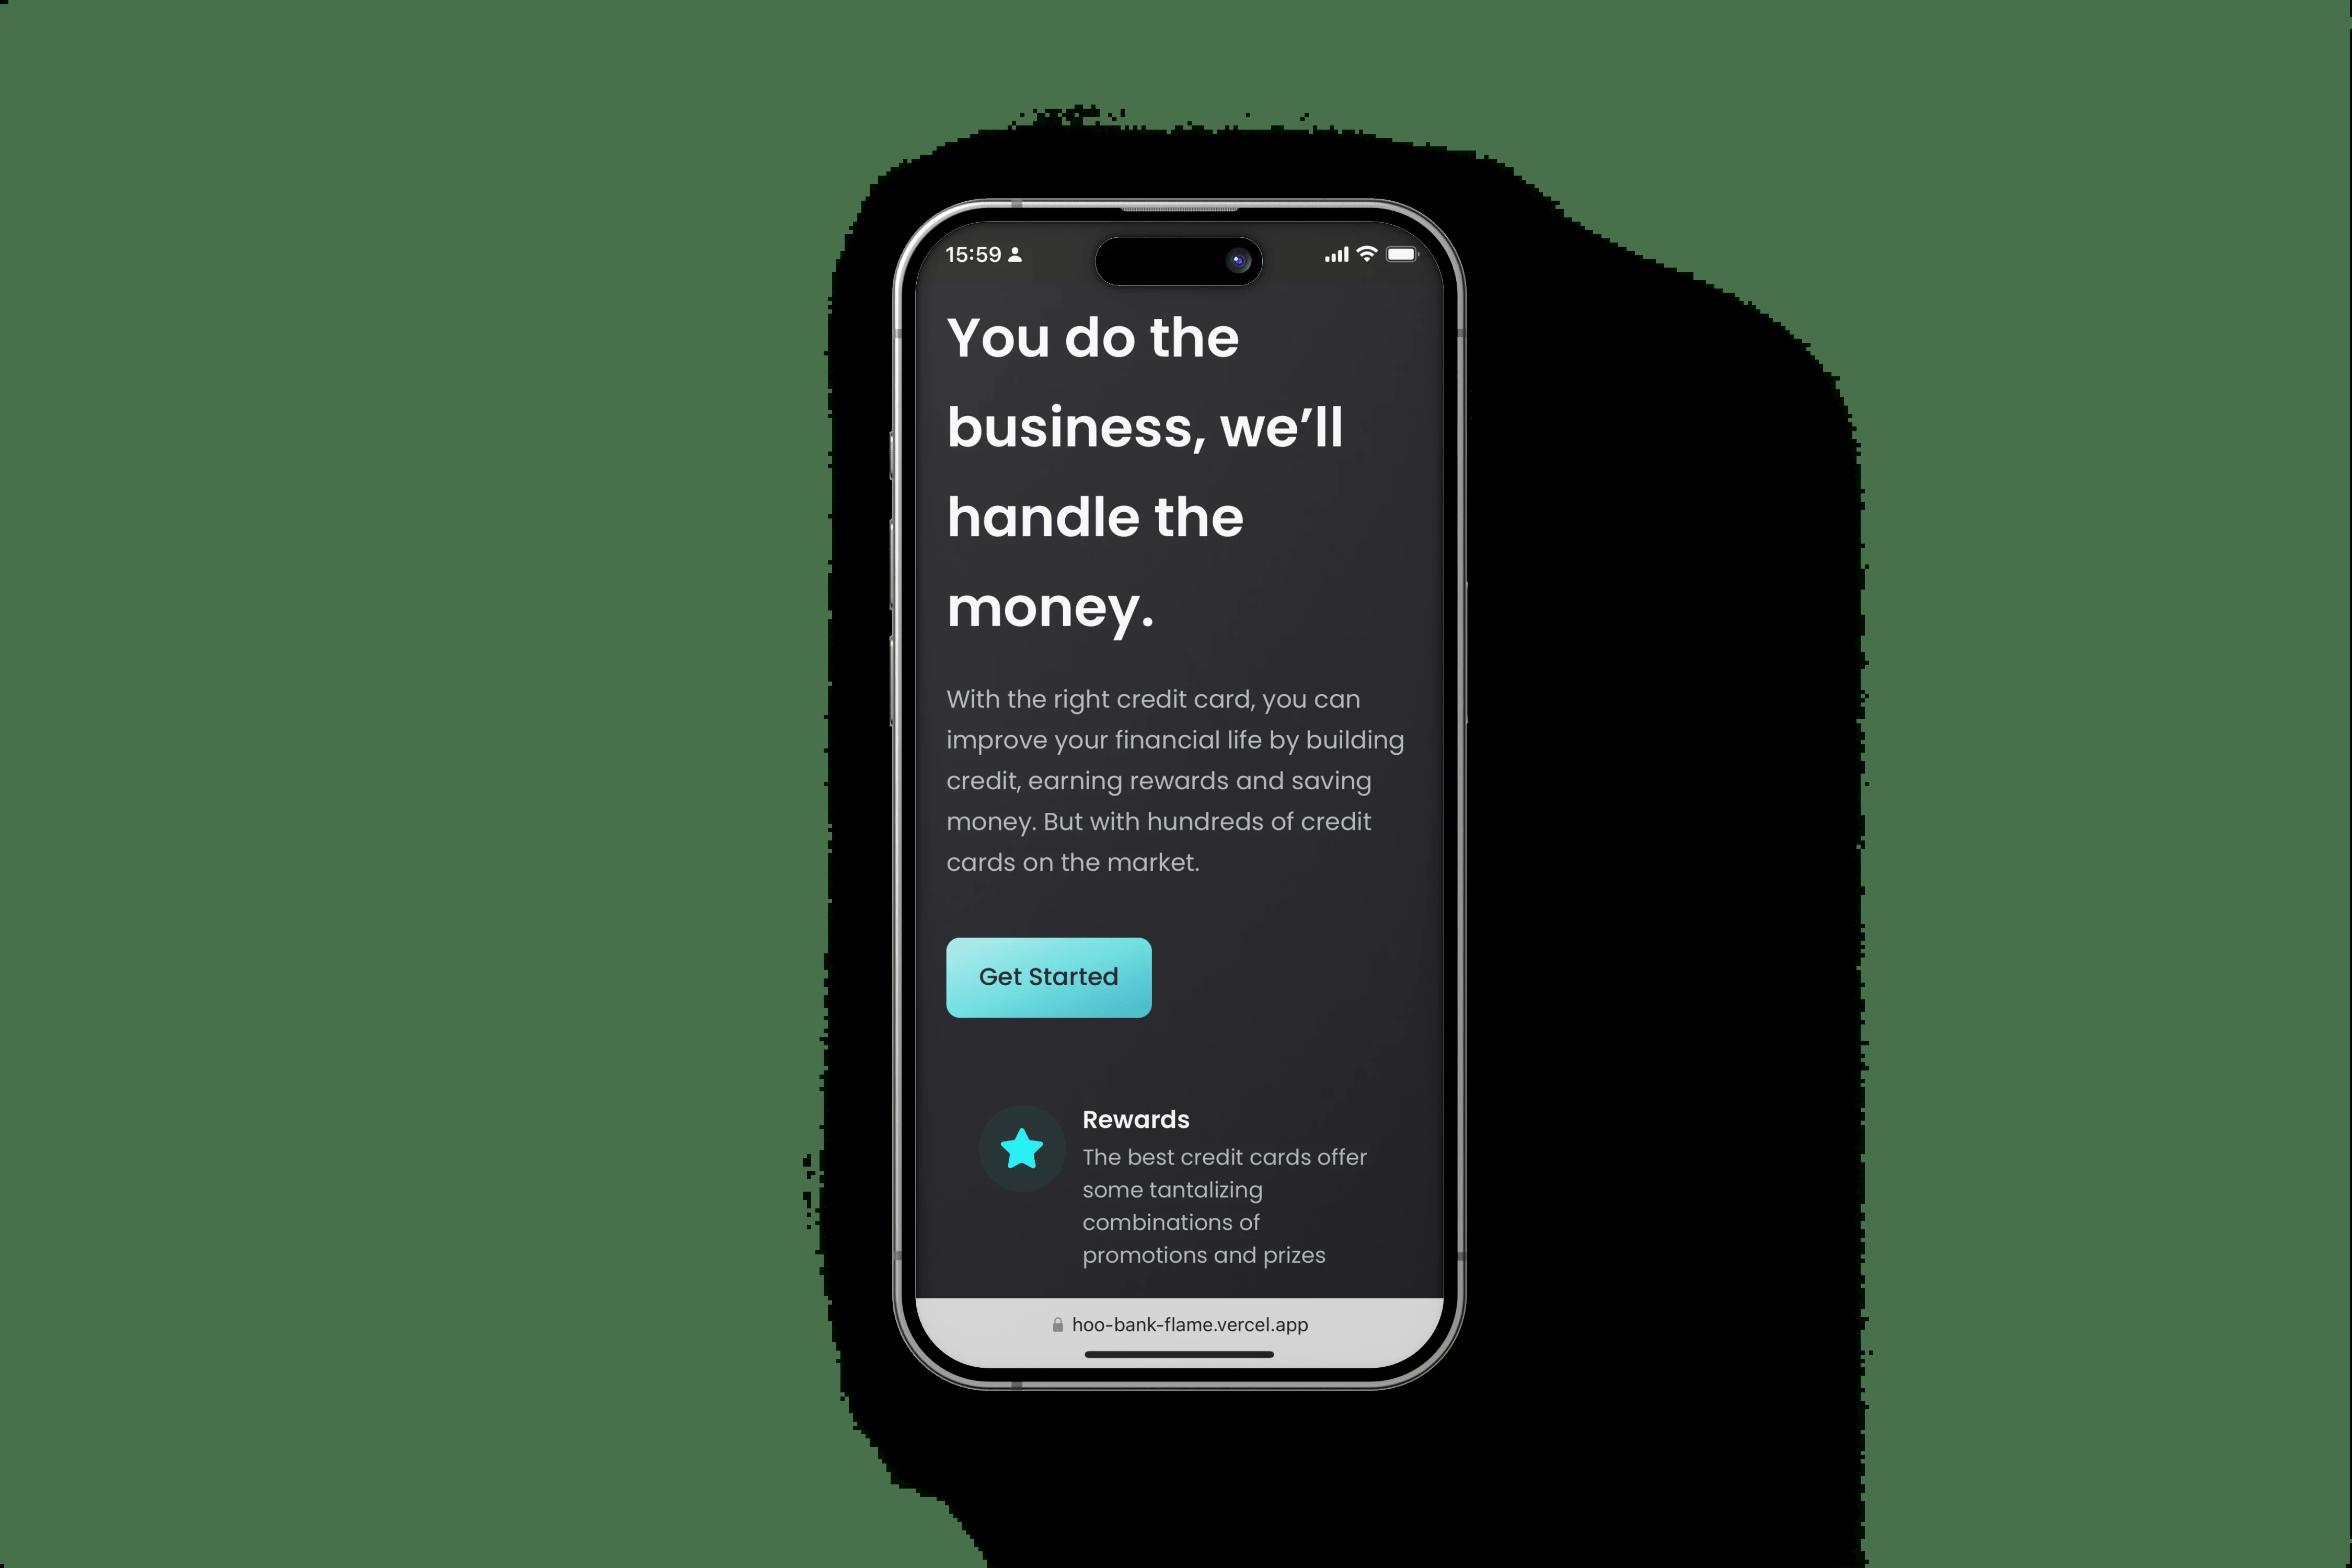 15:59
You do the
business, we’ll
handle the
money.
With the right credit card, you can
improve your financial life by building
credit, earning rewards and saving
money. But with hundreds of credit
cards on the market.
Get Started
Rewards
The best credit cards offer
some tantalizing
combinations of
promotions and prizes
hoo-bank-flame.vercel.app